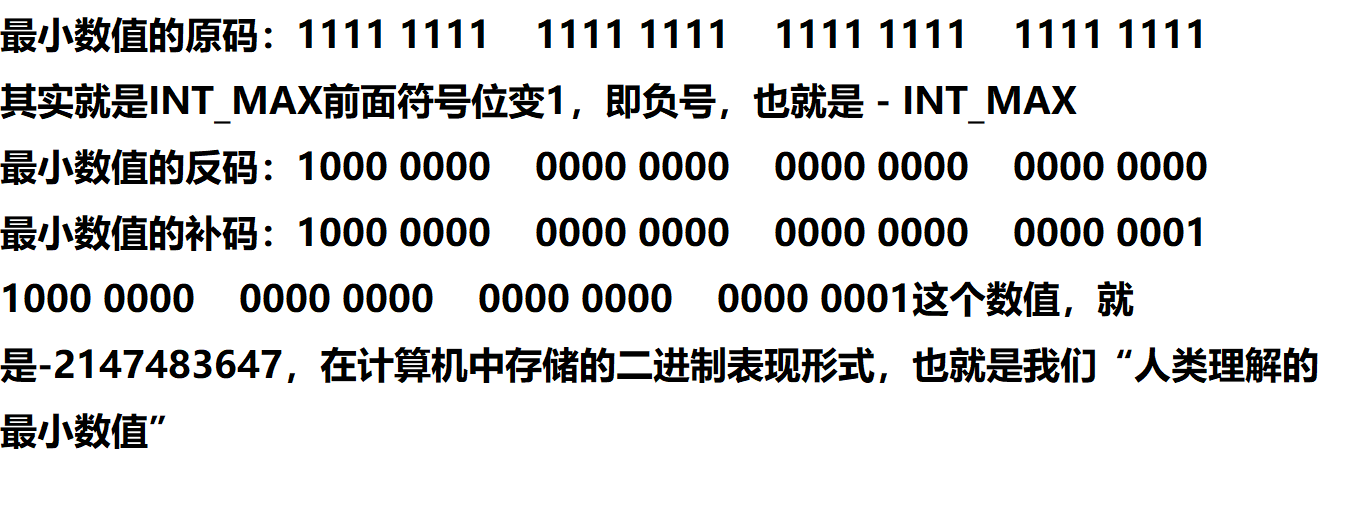 最小数值的原码：1111 1111    1111 1111    1111 1111    1111 1111
其实就是INT_MAX前面符号位变1，即负号，也就是 - INT_MAX
最小数值的反码：1000 0000    0000 0000    0000 0000    0000 0000
最小数值的补码：1000 0000    0000 0000    0000 0000    0000 0001
1000 0000    0000 0000    0000 0000    0000 0001这个数值，就
是-2147483647，在计算机中存储的二进制表现形式，也就是我们“人类理解的
最小数值”